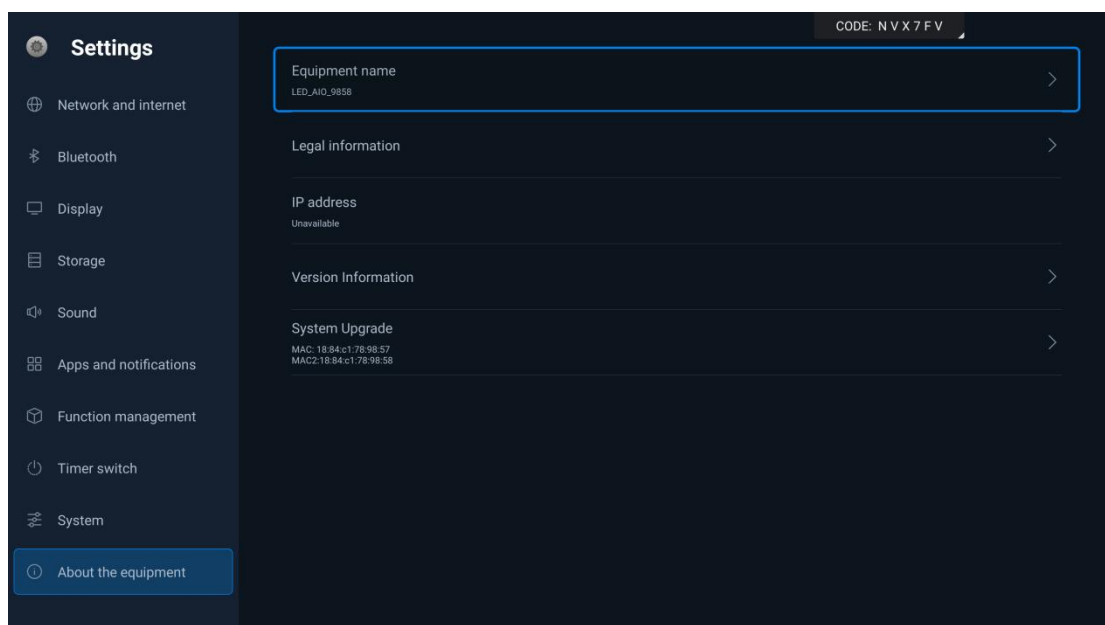 CODE: N V X 7 F V
Settings
Network and internet
Bluetooth
Display
Storage
Sound
Apps and notifications
Function management
Timer switch
System
About the equipment
Equipment name
LED_AIO_9858
Legal information
IP address
Unavailable
Version Information
System Upgrade
MAC: 18:84:c1:78:98:57
MAC2:18:84:c1:78:98:58